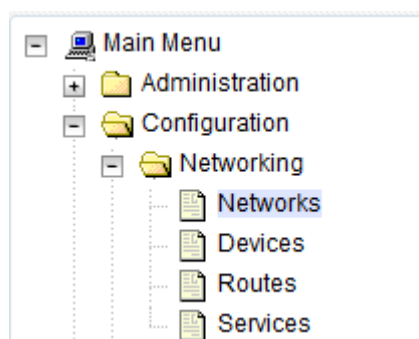 Main Menu
Administration
Configuration
Networking
Networks
Devices
Routes
Services